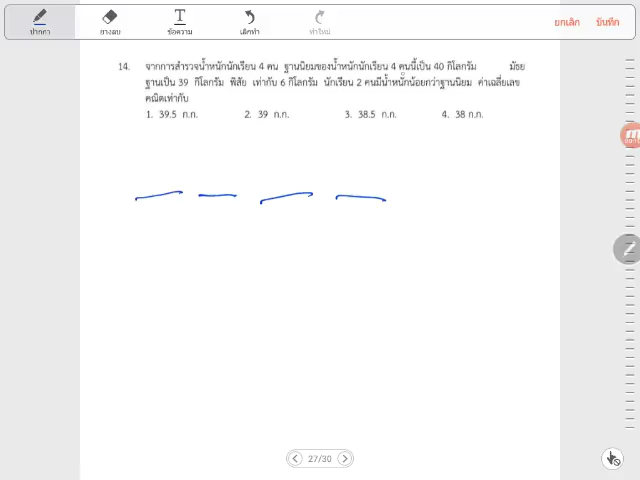 ปากกา ยางลบ ข้อความ เลิกทำ ทำใหม่ ยกเลิก บันทึก
14. จากการสำรวจน้ำหนักนักเรียน 4 คน ฐานนิยมของน้ำหนักนักเรียน 4 คนนี้เป็น 40 กิโลกรัม มัธย
ฐานเป็น 39 กิโลกรัม พิสัย เท่ากับ 6 กิโลกรัม นักเรียน 2 คนมีน้ำหนักน้อยกว่าฐานนิยม ค่าเฉลี่ยเลข
คณิตเท่ากับ
1. 39.5 ก.ก. 2. 39 ก.ก. 3. 38.5 ก.ก. 4. 38 ก.ก.
27/30